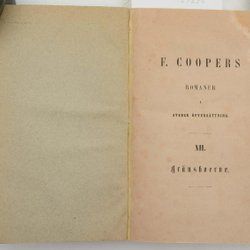 F. COOPERS
ROMANER
I
SVENSK ÖFVERSÄTTNING.
XII.
Gränsboerne.